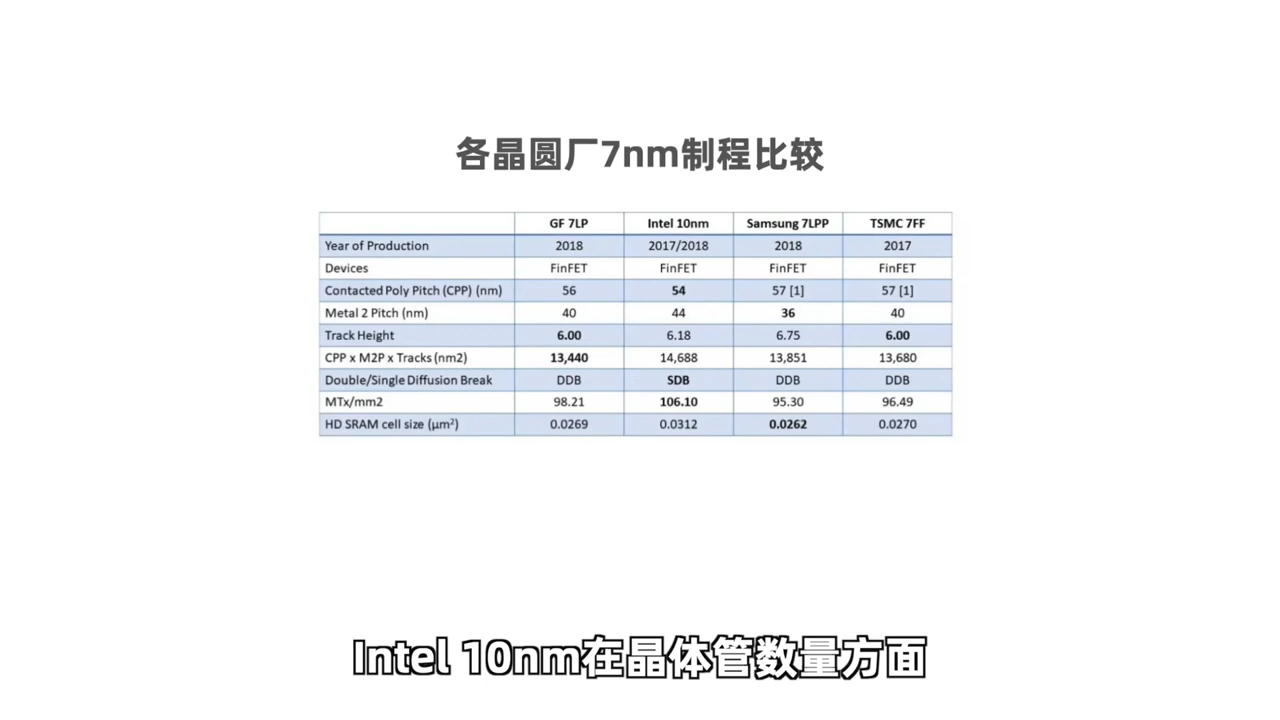 各晶圆厂7nm制程比较
GF 7LP Intel 10nm Samsung 7LPP TSMC 7FF
Year of Production 2018 2017/2018 2018 2017
Devices FinFET FinFET FinFET FinFET
Contacted Poly Pitch (CPP) (nm) 56 54 57 [1] 57 [1]
Metal 2 Pitch (nm) 40 44 36 40
Track Height 6.00 6.18 6.75 6.00
CPP x M2P x Tracks (nm2) 13,440 14,688 13,851 13,680
Double/Single Diffusion Break DDB SDB DDB DDB
MTx/mm2 98.21 106.10 95.30 96.49
HD SRAM cell size (µm²) 0.0269 0.0312 0.0262 0.0270
Intel 10nm在晶体管数量方面